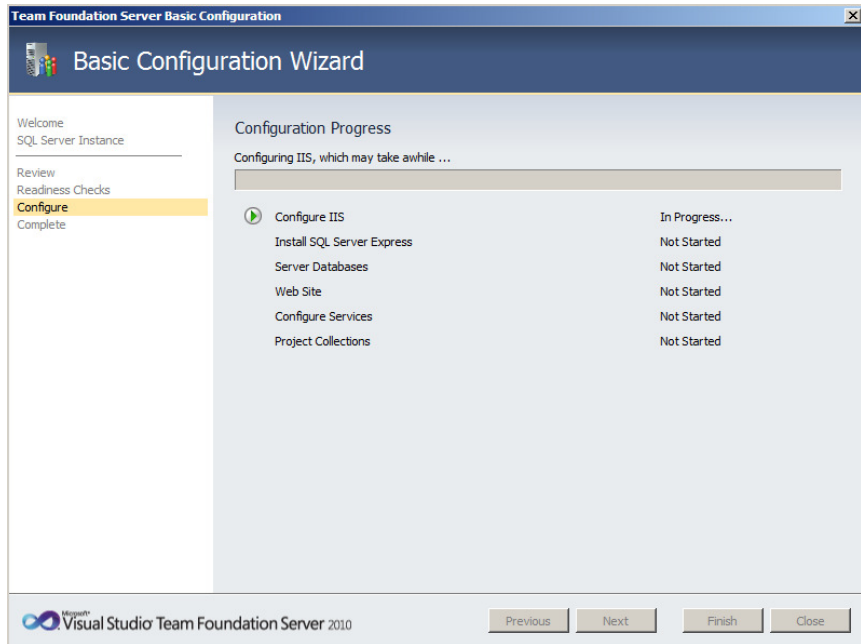 Team Foundation Server Basic Configuration
Basic Configuration Wizard
Welcome
SQL Server Instance
Review
Readiness Checks
Configure
Complete
Configuration Progress
Configuring IIS, which may take awhile ...
Configure IIS In Progress...
Install SQL Server Express Not Started
Server Databases Not Started
Web Site Not Started
Configure Services Not Started
Project Collections Not Started
Microsoft®
Visual Studio Team Foundation Server 2010
Previous Next Finish Close